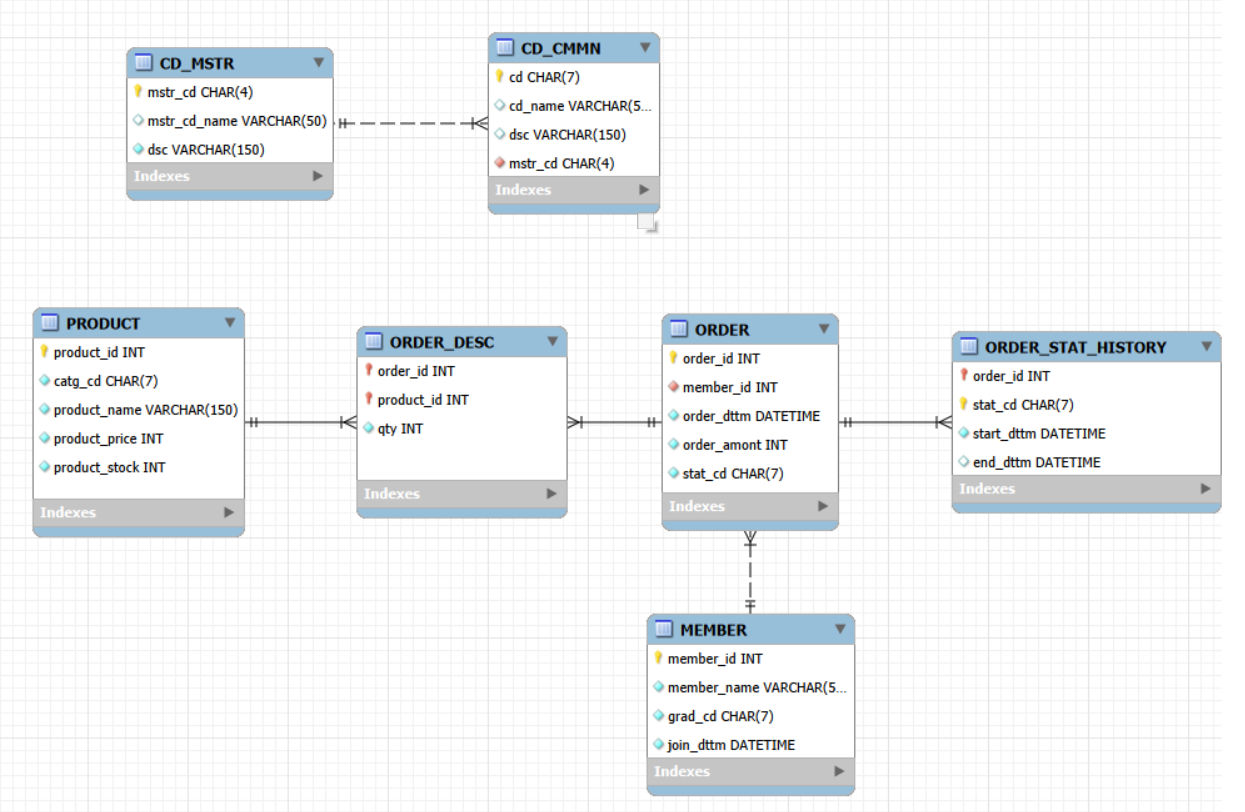 CD_MSTR
mstr_cd CHAR(4)
mstr_cd_name VARCHAR(50)
dsc VARCHAR(150)
Indexes
CD_CMMN
cd CHAR(7)
cd_name VARCHAR(5...
dsc VARCHAR(150)
mstr_cd CHAR(4)
Indexes
PRODUCT
product_id INT
catg_cd CHAR(7)
product_name VARCHAR(150)
product_price INT
product_stock INT
Indexes
ORDER_DESC
order_id INT
product_id INT
qty INT
Indexes
ORDER
order_id INT
member_id INT
order_dttm DATETIME
order_amont INT
stat_cd CHAR(7)
Indexes
ORDER_STAT_HISTORY
order_id INT
stat_cd CHAR(7)
start_dttm DATETIME
end_dttm DATETIME
Indexes
MEMBER
member_id INT
member_name VARCHAR(5...
grad_cd CHAR(7)
join_dttm DATETIME
Indexes